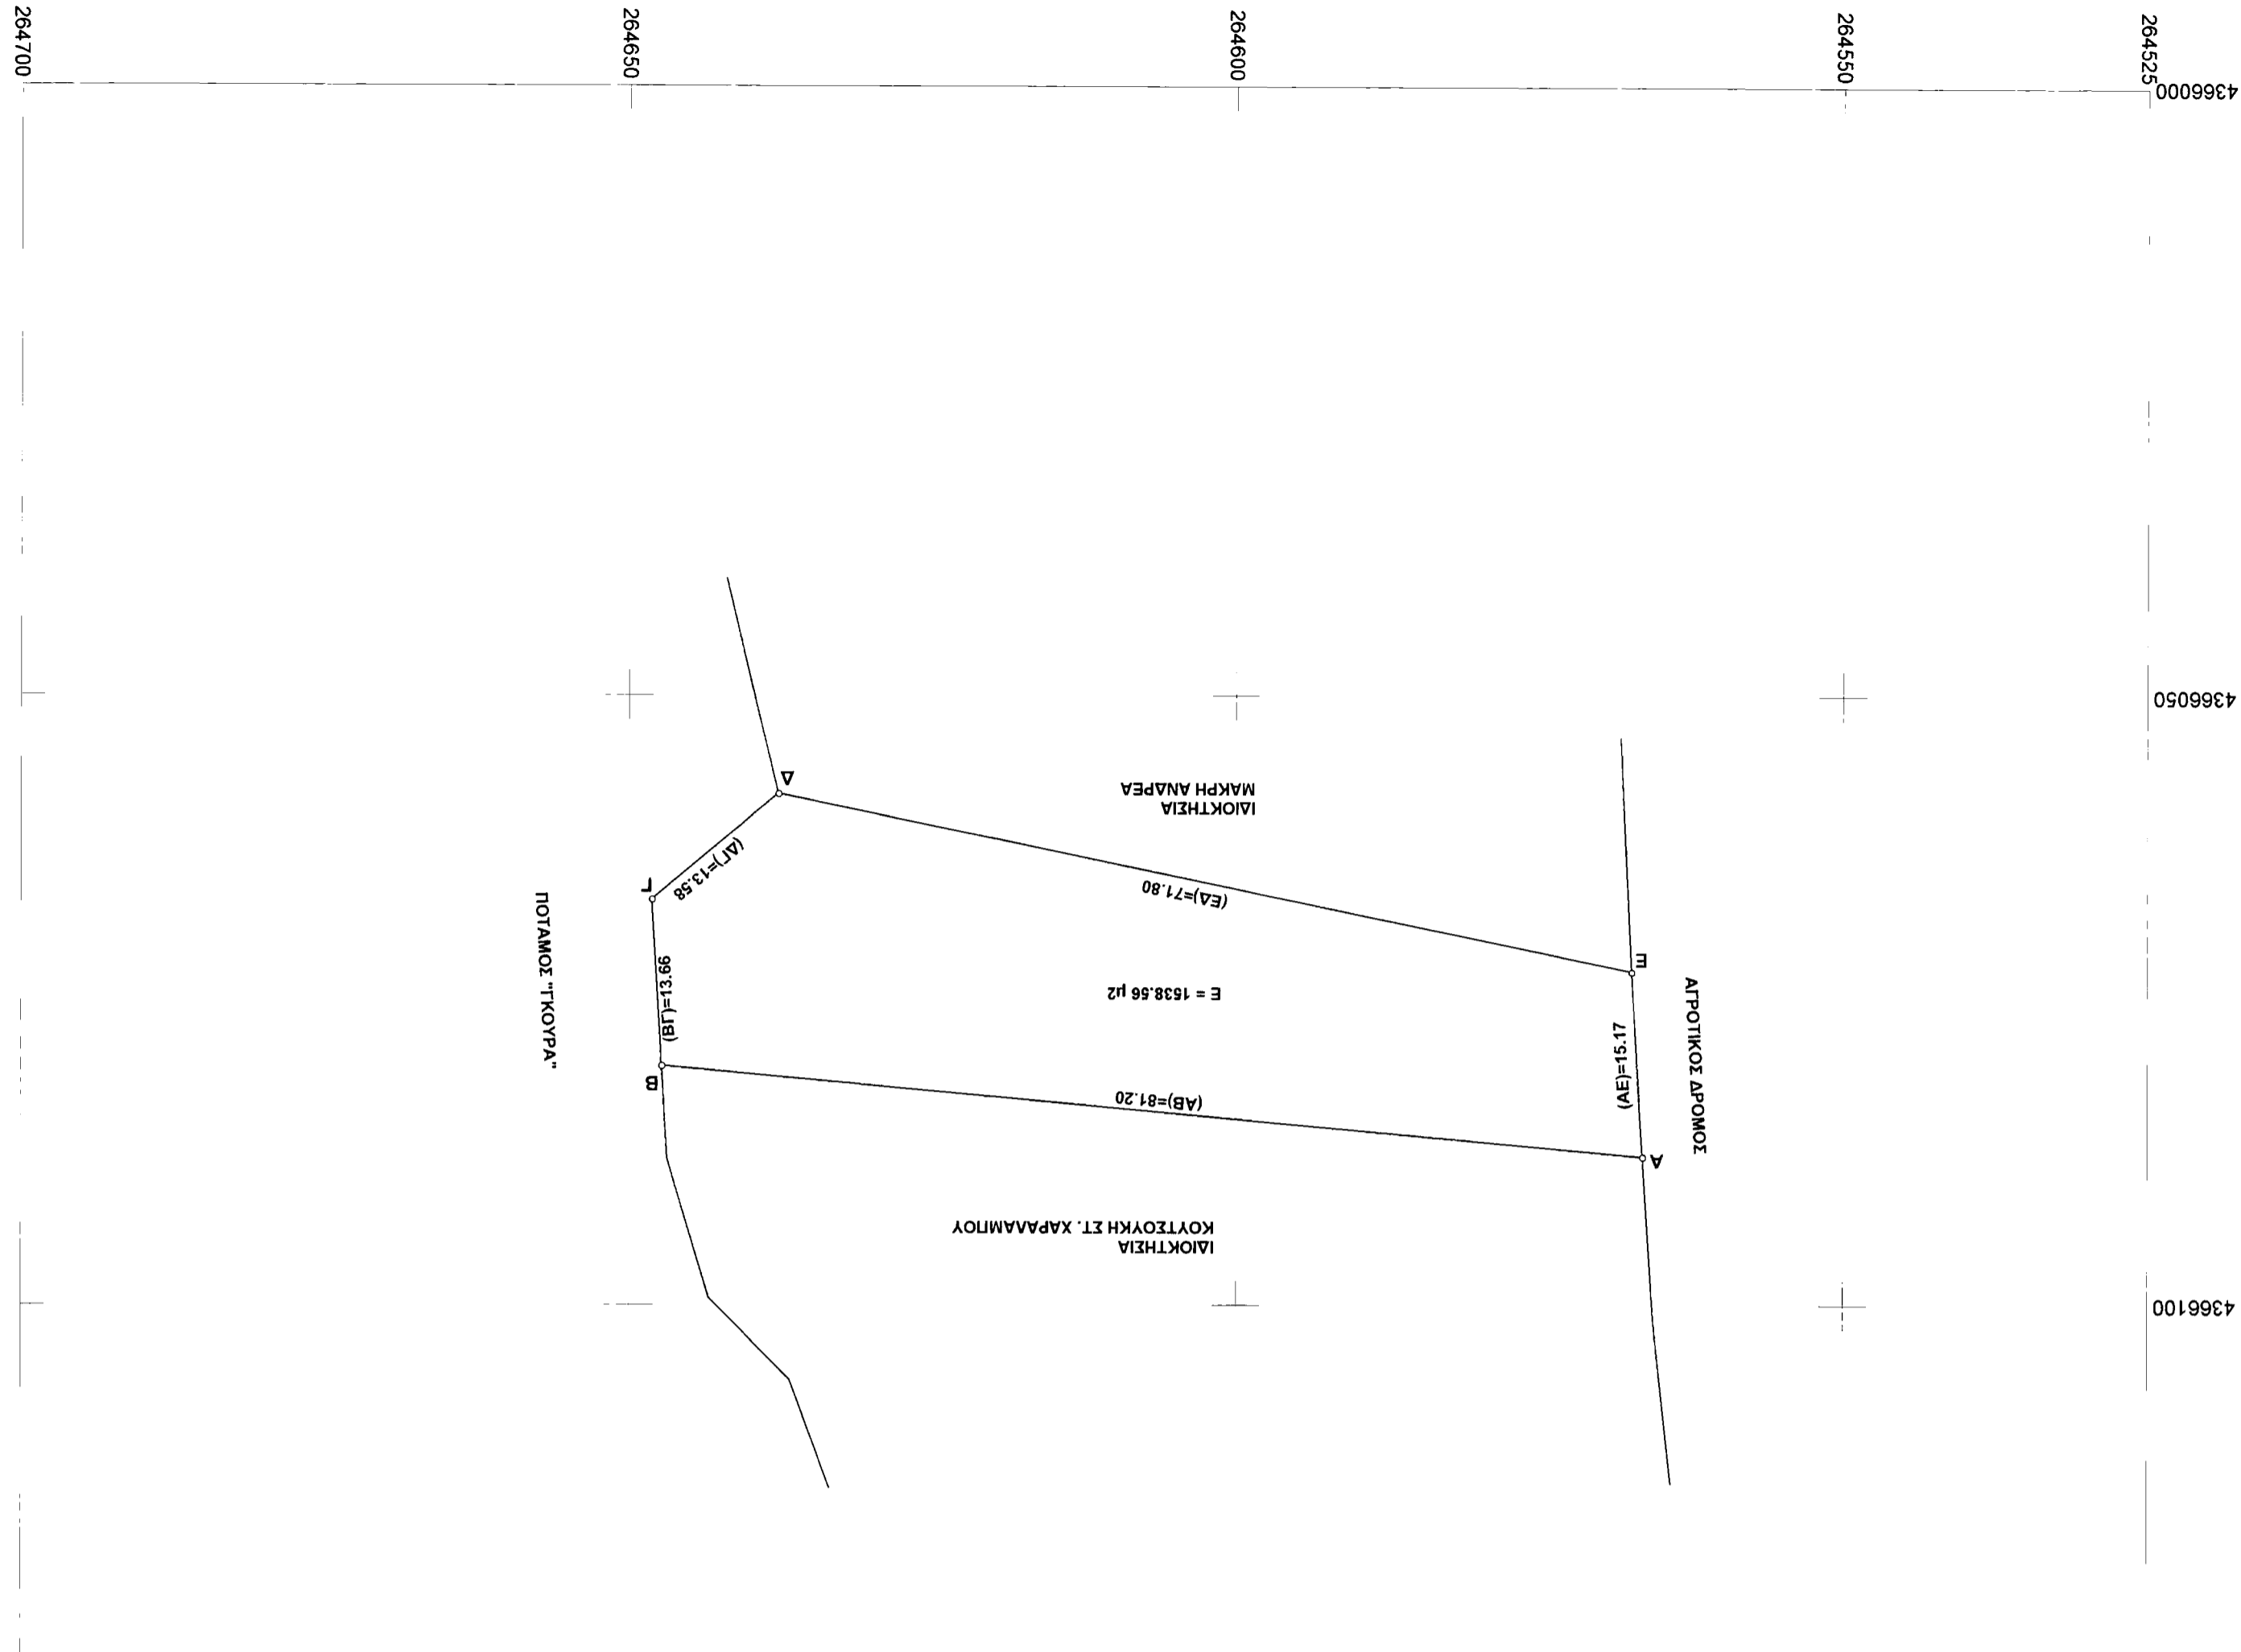 4366100
4366050
4366000
264525
264550
264600
264650
264700
ΙΔΙΟΚΤΗΣΙΑ
ΚΟΥΤΣΟΥΚΗ ΣΤ. ΧΑΡΑΛΑΜΠΟΥ
Α
(ΑΒ)=81.20
Β
(ΑΕ)=15.17
ΑΓΡΟΤΙΚΟΣ ΔΡΟΜΟΣ
Ε = 1538.56 μ2
(ΒΓ)=13.66
ΠΟΤΑΜΟΣ "ΓΚΟΥΡΑ"
Ε
(ΕΔ)=71.80
Γ
(ΔΓ)=13.58
Δ
ΙΔΙΟΚΤΗΣΙΑ
ΜΑΚΡΗ ΑΝΔΡΕΑ